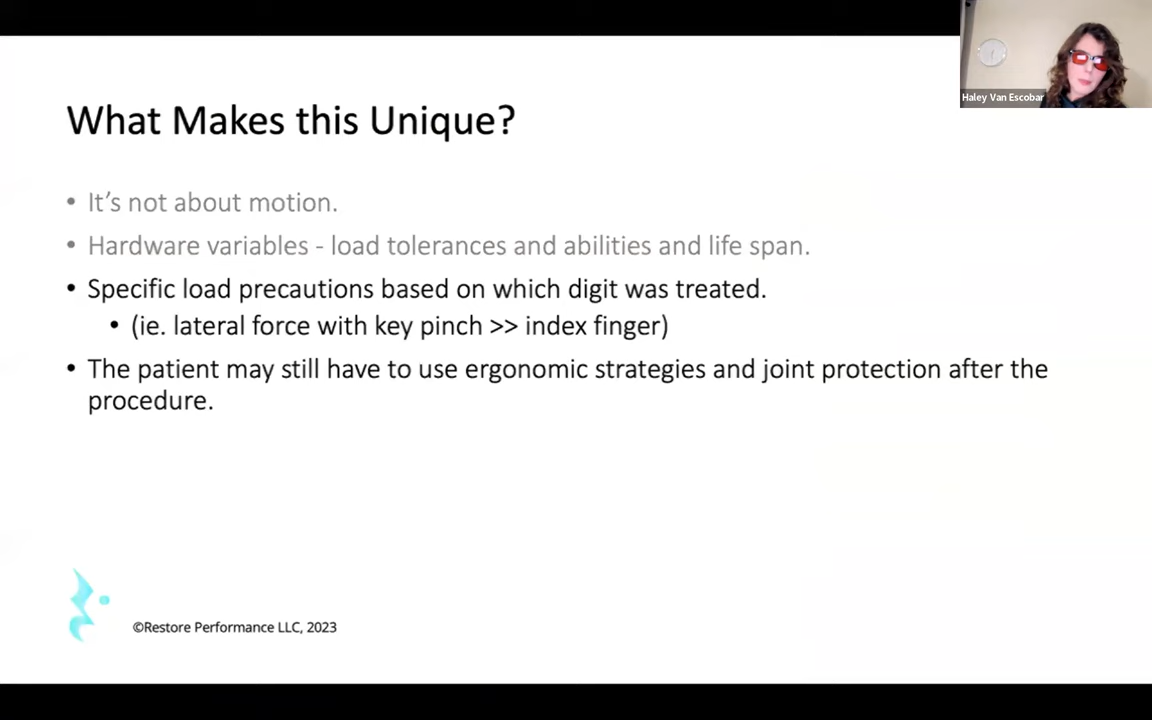 Haley Van Escobar
What Makes this Unique?
• It's not about motion.
• Hardware variables - load tolerances and abilities and life span.
• Specific load precautions based on which digit was treated.
• (ie. lateral force with key pinch >> index finger)
• The patient may still have to use ergonomic strategies and joint protection after the
procedure.
©Restore Performance LLC, 2023